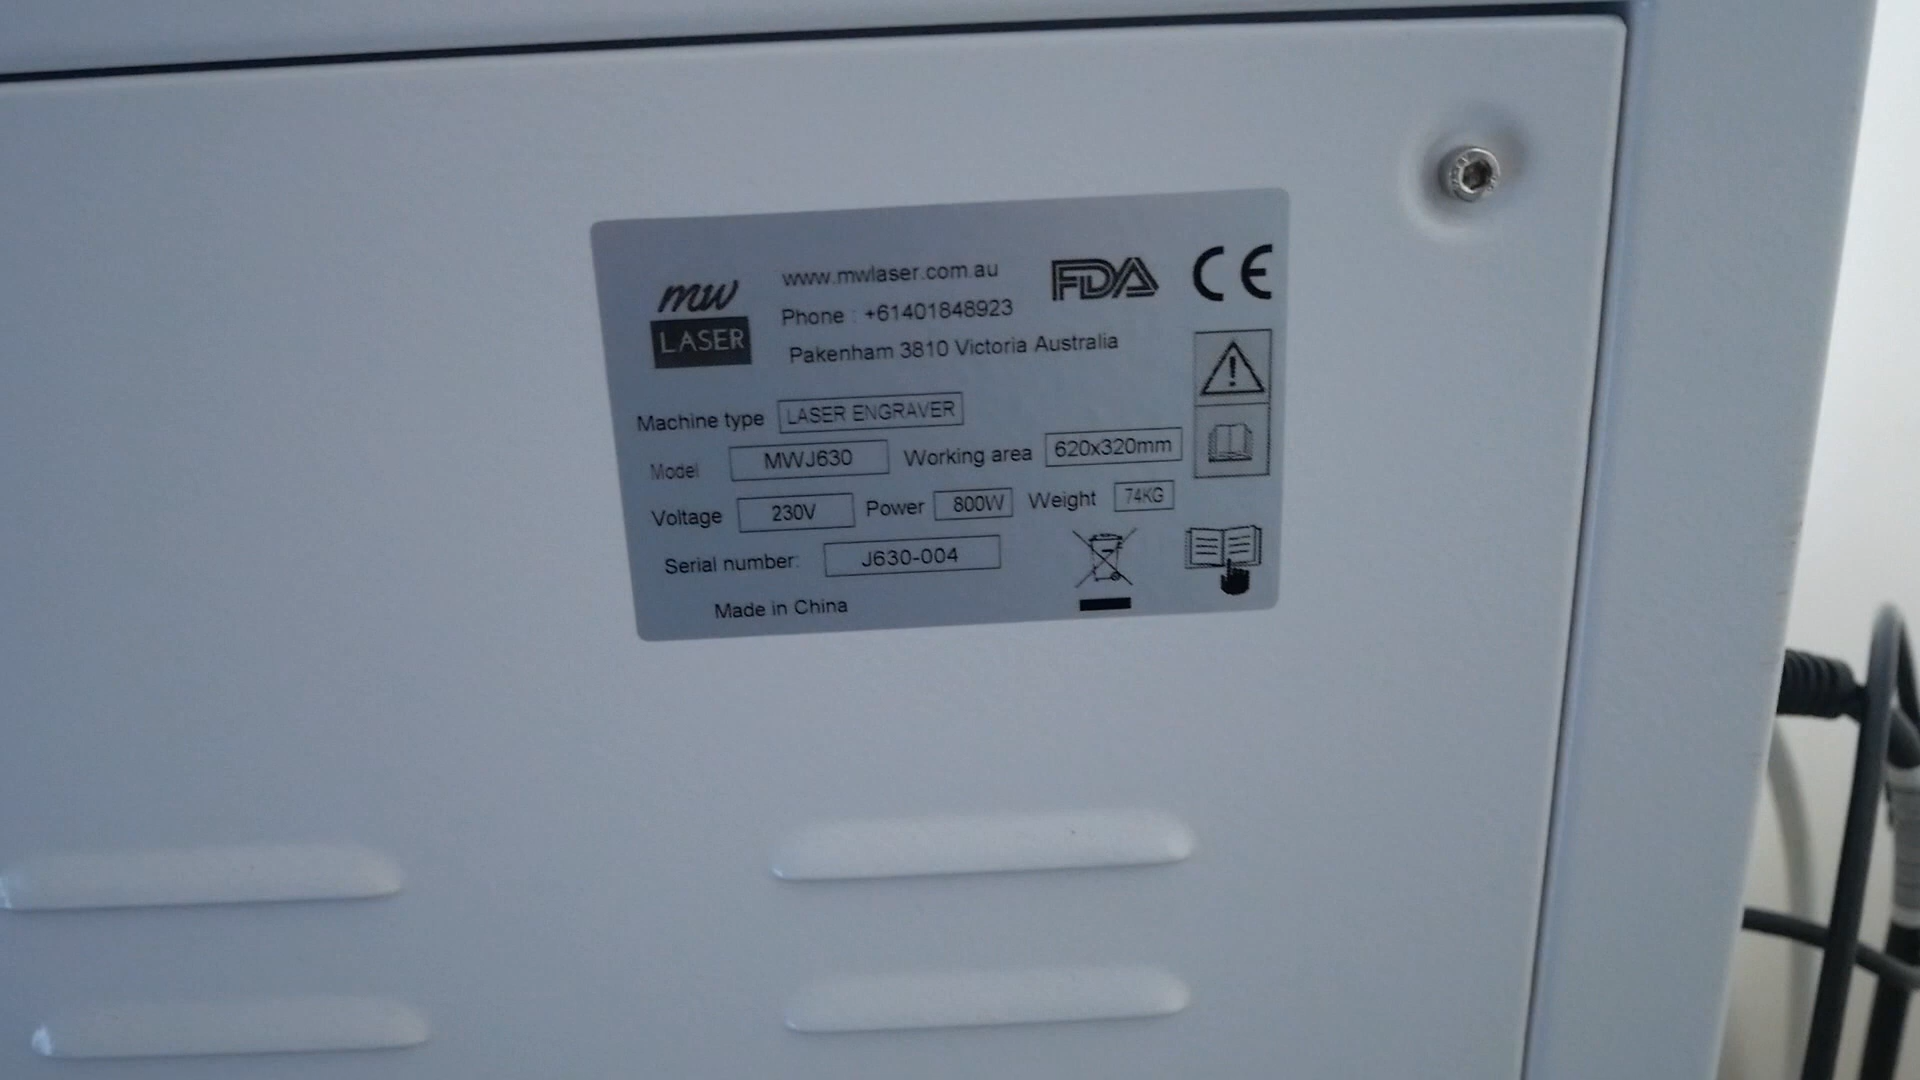 mw
LASER
www.mwlaser.com.au
Phone : +61401848923
Pakenham 3810 Victoria Australia
FDA CE
Machine type LASER ENGRAVER
Model MWJ630 Working area 620x320mm
Voltage 230V Power 800W Weight 74KG
Serial number: J630-004
Made in China